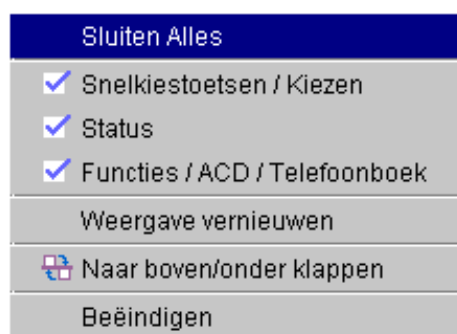 Sluiten Alles
Snelkiestoetsen / Kiezen
Status
Functies / ACD / Telefoonboek
Weergave vernieuwen
Naar boven/onder klappen
Beëindigen